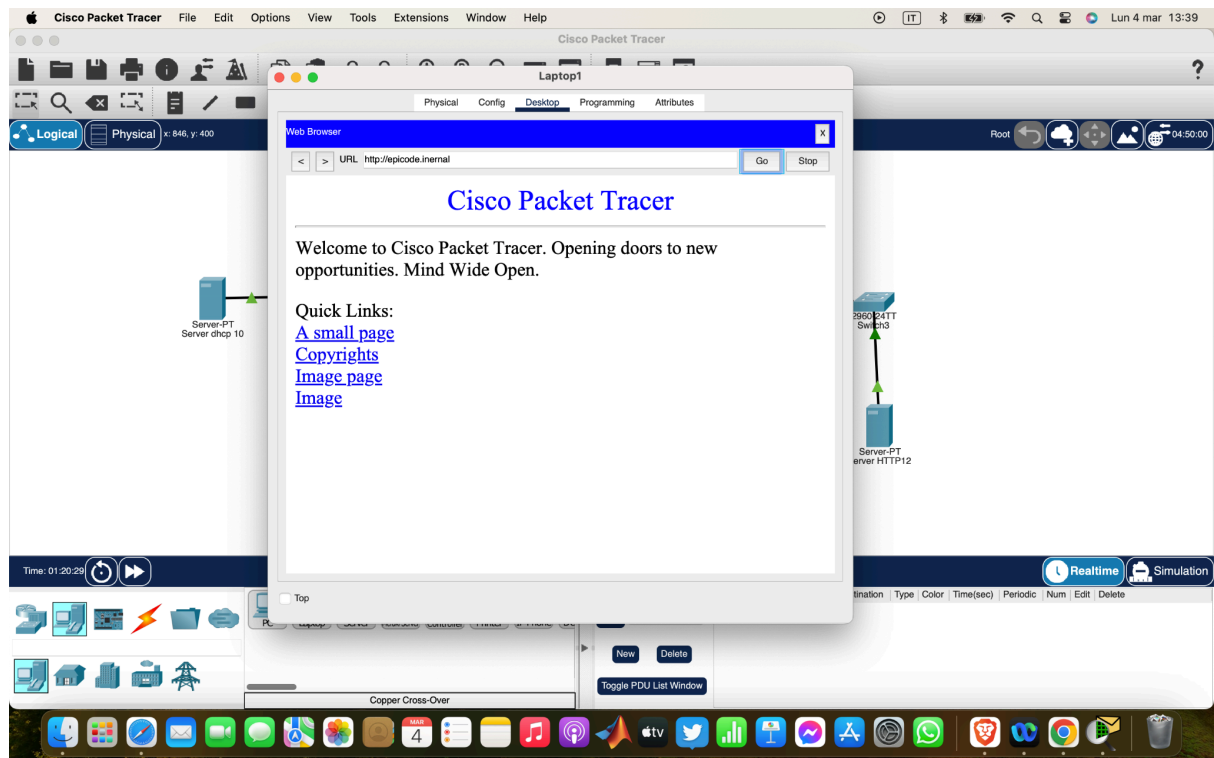 Cisco Packet Tracer File Edit Options View Tools Extensions Window Help IT Lun 4 mar 13:39
Cisco Packet Tracer
Laptop1
?
Physical Config Desktop Programming Attributes
Logical Physical x: 846, y: 400
Root 04:50:00
Web Browser X
< > URL http://epicode.inernal Go Stop
Cisco Packet Tracer
Welcome to Cisco Packet Tracer. Opening doors to new
opportunities. Mind Wide Open.
Quick Links:
A small page
Copyrights
Image page
Image
Server-PT
Server dhcp 10
2960 24TT
Switch3
Server-PT
erver HTTP12
Time: 01:20:29
Realtime Simulation
Top
tination Type Color Time(sec) Periodic Num Edit Delete
New Delete
Toggle PDU List Window
Copper Cross-Over
MAR
4
tv